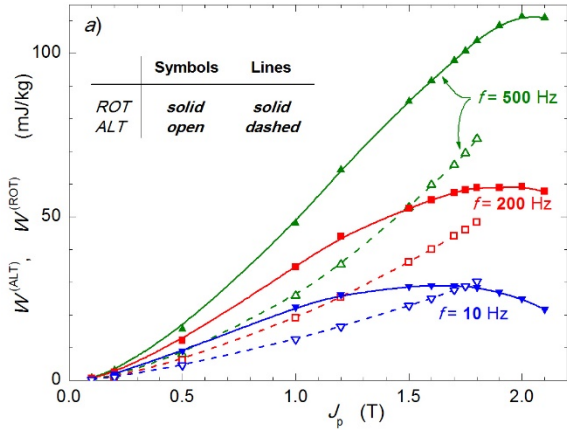 a)
Symbols Lines
ROT solid solid
ALT open dashed
f = 500 Hz
f = 200 Hz
f = 10 Hz
W(ALT), W(ROT) (mJ/kg)
100
50
0
0.0 0.5 1.0 1.5 2.0
Jp (T)